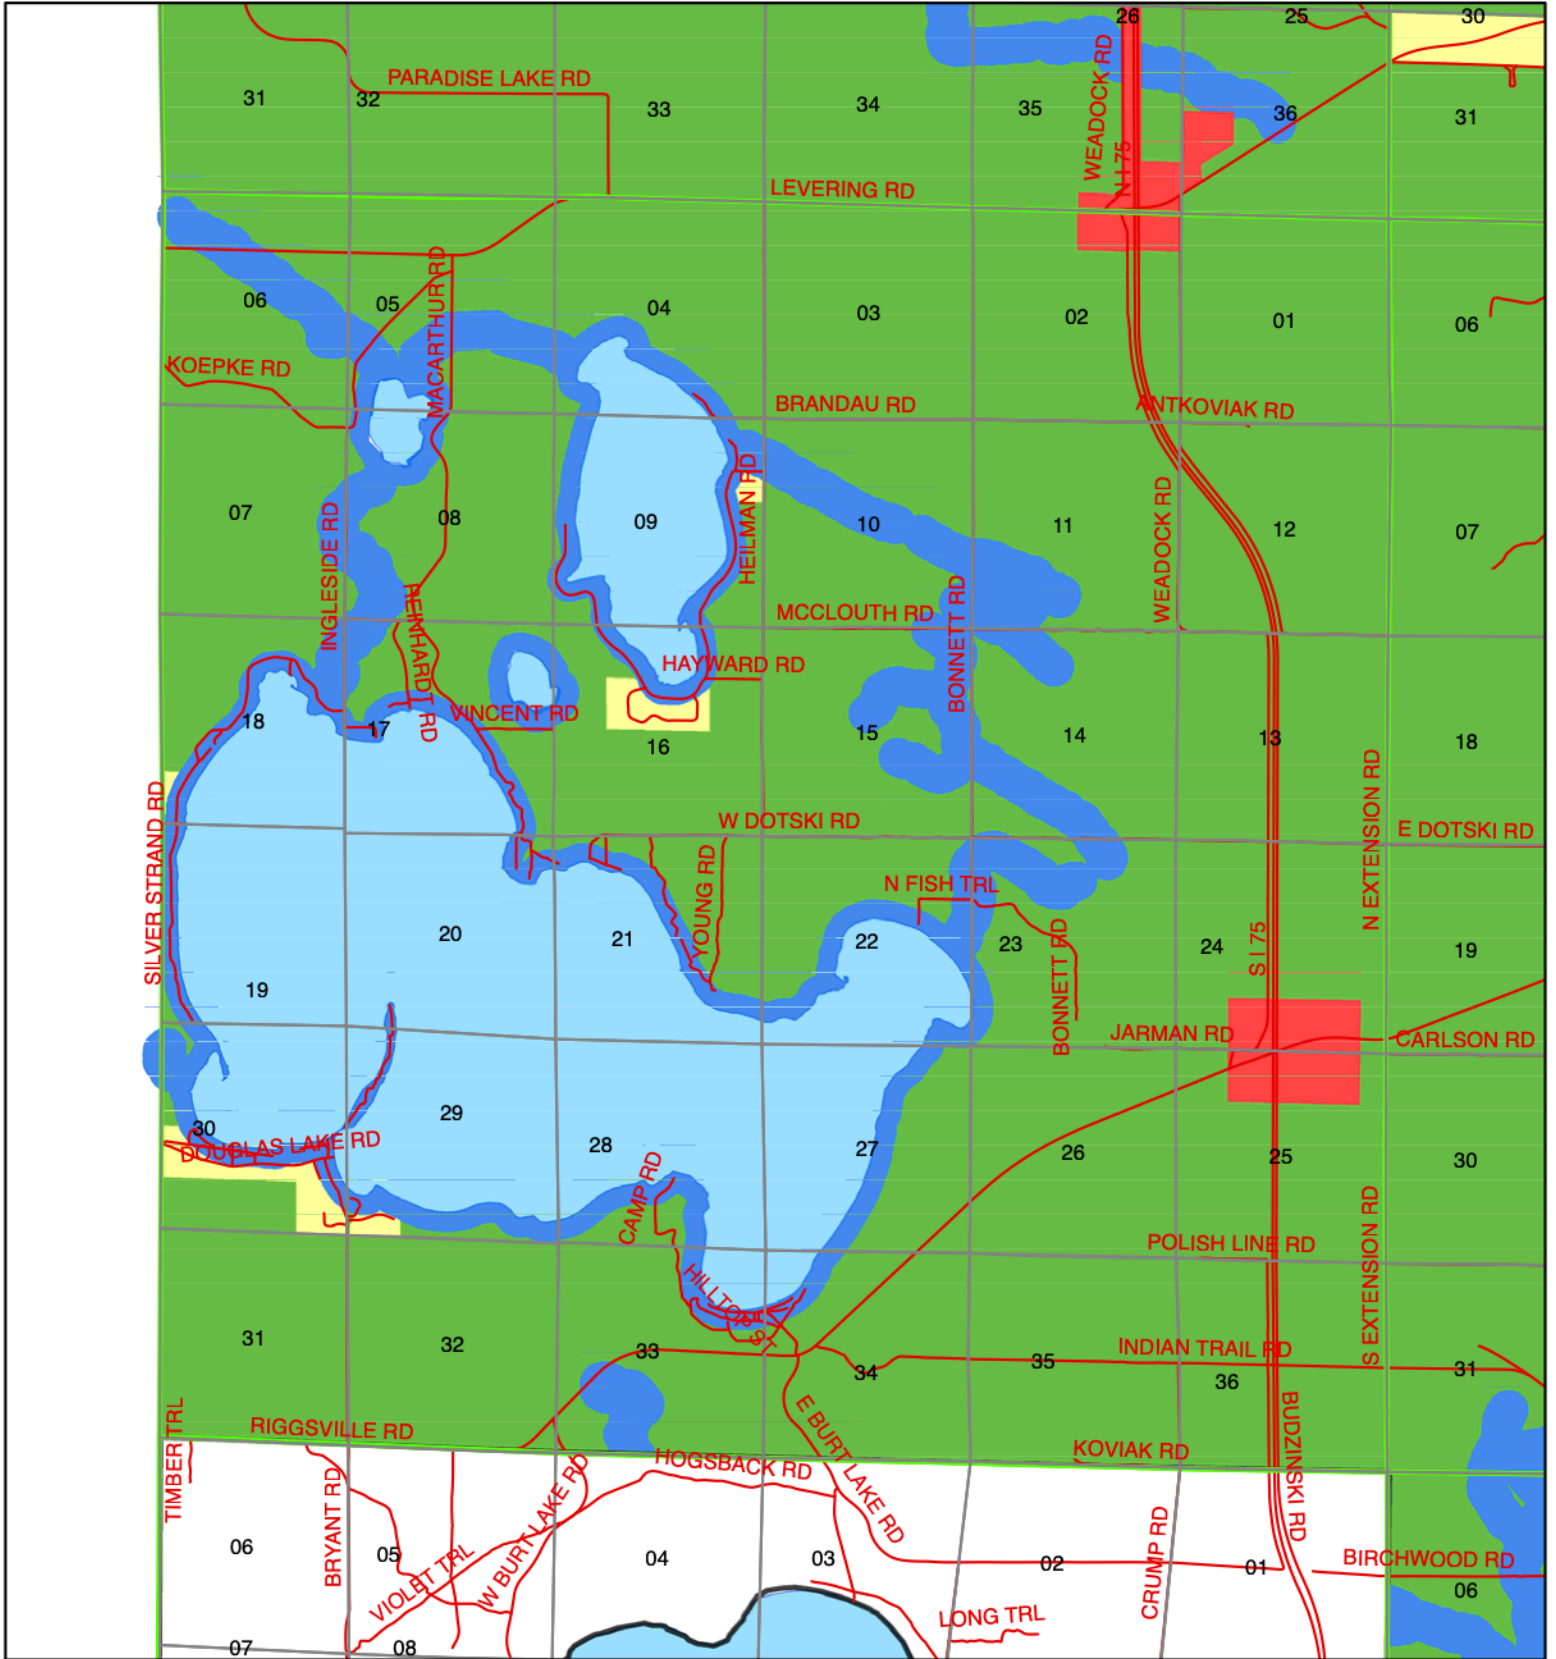 26
25
30
PARADISE LAKE RD
31
32
33
34
35
WEADOCK RD
N I 75
36
31
LEVERING RD
06
05
MACARTHUR RD
04
03
02
01
06
KOEPKE RD
BRANDAU RD
ANTKOVIAK RD
07
INGLESIDE RD
08
09
HEILMAN RD
10
11
WEADOCK RD
12
07
REINHARDT RD
MCCLOUTH RD
BONNETT RD
HAYWARD RD
18
17
VINCENT RD
16
15
14
13
18
SILVER STRAND RD
W DOTSKI RD
N EXTENSION RD
E DOTSKI RD
YOUNG RD
N FISH TRL
20
21
22
23
BONNETT RD
24
S I 75
19
19
JARMAN RD
CARLSON RD
30
DOUGLAS LAKE RD
29
28
27
26
25
30
CAMP RD
POLISH LINE RD
S EXTENSION RD
HILLTOP ST
31
32
33
34
35
INDIAN TRAIL RD
36
31
TIMBER TRL
RIGGSVILLE RD
E BURT LAKE RD
BUDZINSKI RD
KOVIAK RD
HOGSBACK RD
BRYANT RD
W BURT LAKE RD
06
05
VIOLET TRL
04
03
02
CRUMP RD
01
BIRCHWOOD RD
06
LONG TRL
07
08